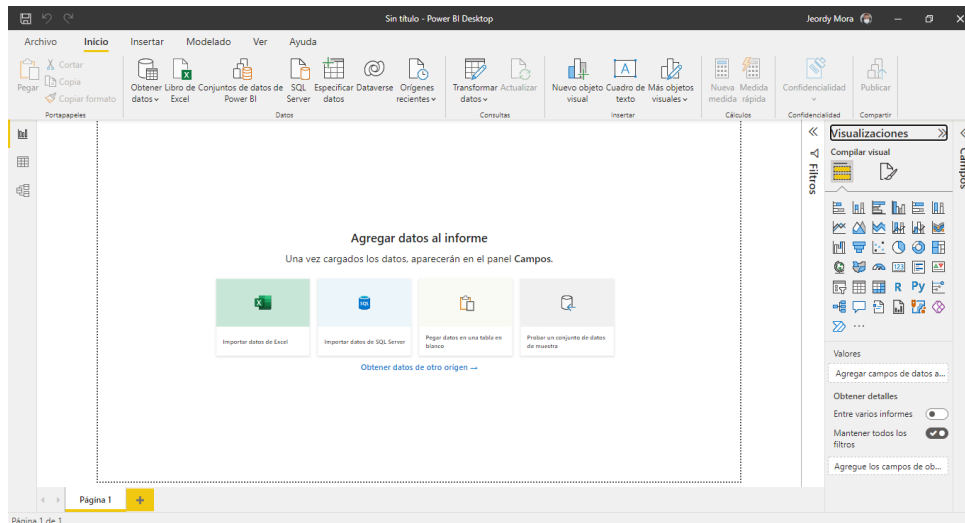 Sin título - Power BI Desktop
Jeordy Mora
Archivo Inicio Insertar Modelado Ver Ayuda
Pegar
Cortar
Copia
Copiar formato
Portapapeles
Obtener datos
Libro de Excel
Conjuntos de datos de Power BI
SQL Server
Especificar datos
Dataverse
Orígenes recientes
Datos
Transformar datos
Actualizar
Consultas
Nuevo objeto visual
Cuadro de texto
Más objetos visuales
Insertar
Nueva medida
Medida rápida
Cálculos
Confidencialidad
Confidencialidad
Publicar
Compartir
Agregar datos al informe
Una vez cargados los datos, aparecerán en el panel Campos.
Importar datos de Excel
Importar datos de SQL Server
Pegar datos en una tabla en
blanco
Probar un conjunto de datos
de muestra
Obtener datos de otro origen →
Filtros
Visualizaciones
Compilar visual
123
R Py
Valores
Agregar campos de datos a...
Obtener detalles
Entre varios informes
Mantener todos los
filtros
Agregue los campos de ob...
Campos
Página 1
Página 1 de 1